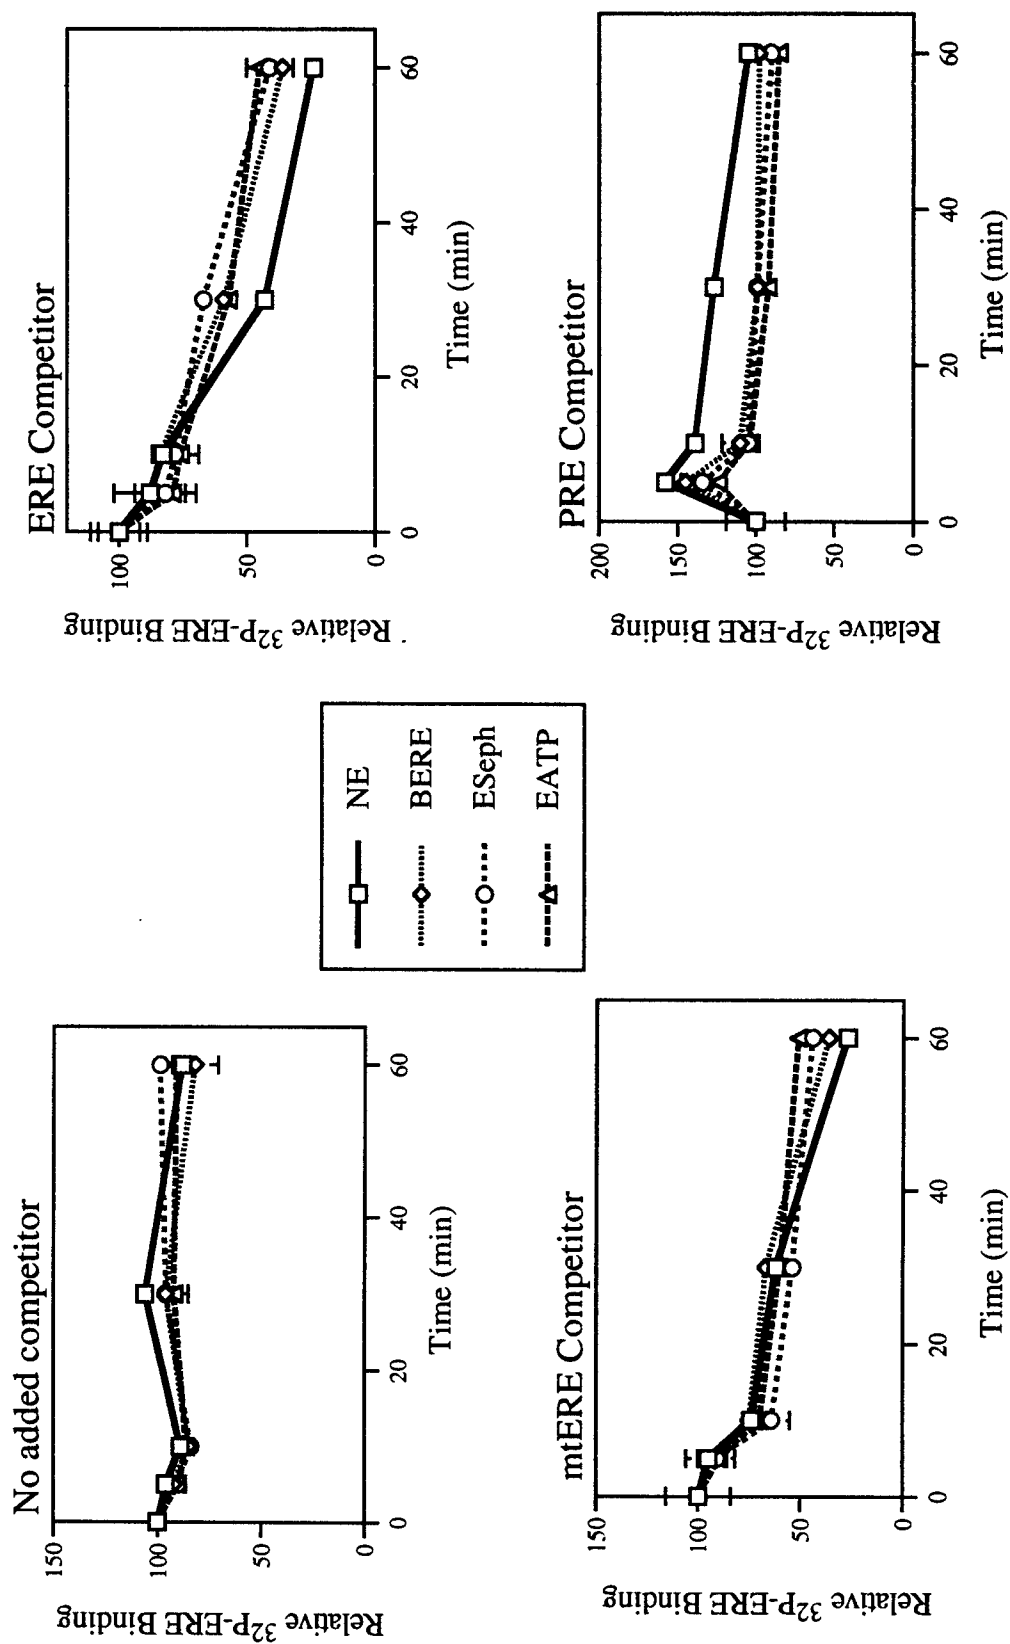 No added competitor
Relative ³²P-ERE Binding
150
100
50
0
0
20
40
60
Time (min)
ERE Competitor
Relative ³²P-ERE Binding
100
50
0
0
20
40
60
Time (min)
NE
BERE
ESeph
EATP
mtERE Competitor
Relative ³²P-ERE Binding
150
100
50
0
0
20
40
60
Time (min)
PRE Competitor
Relative ³²P-ERE Binding
200
150
100
50
0
0
20
40
60
Time (min)